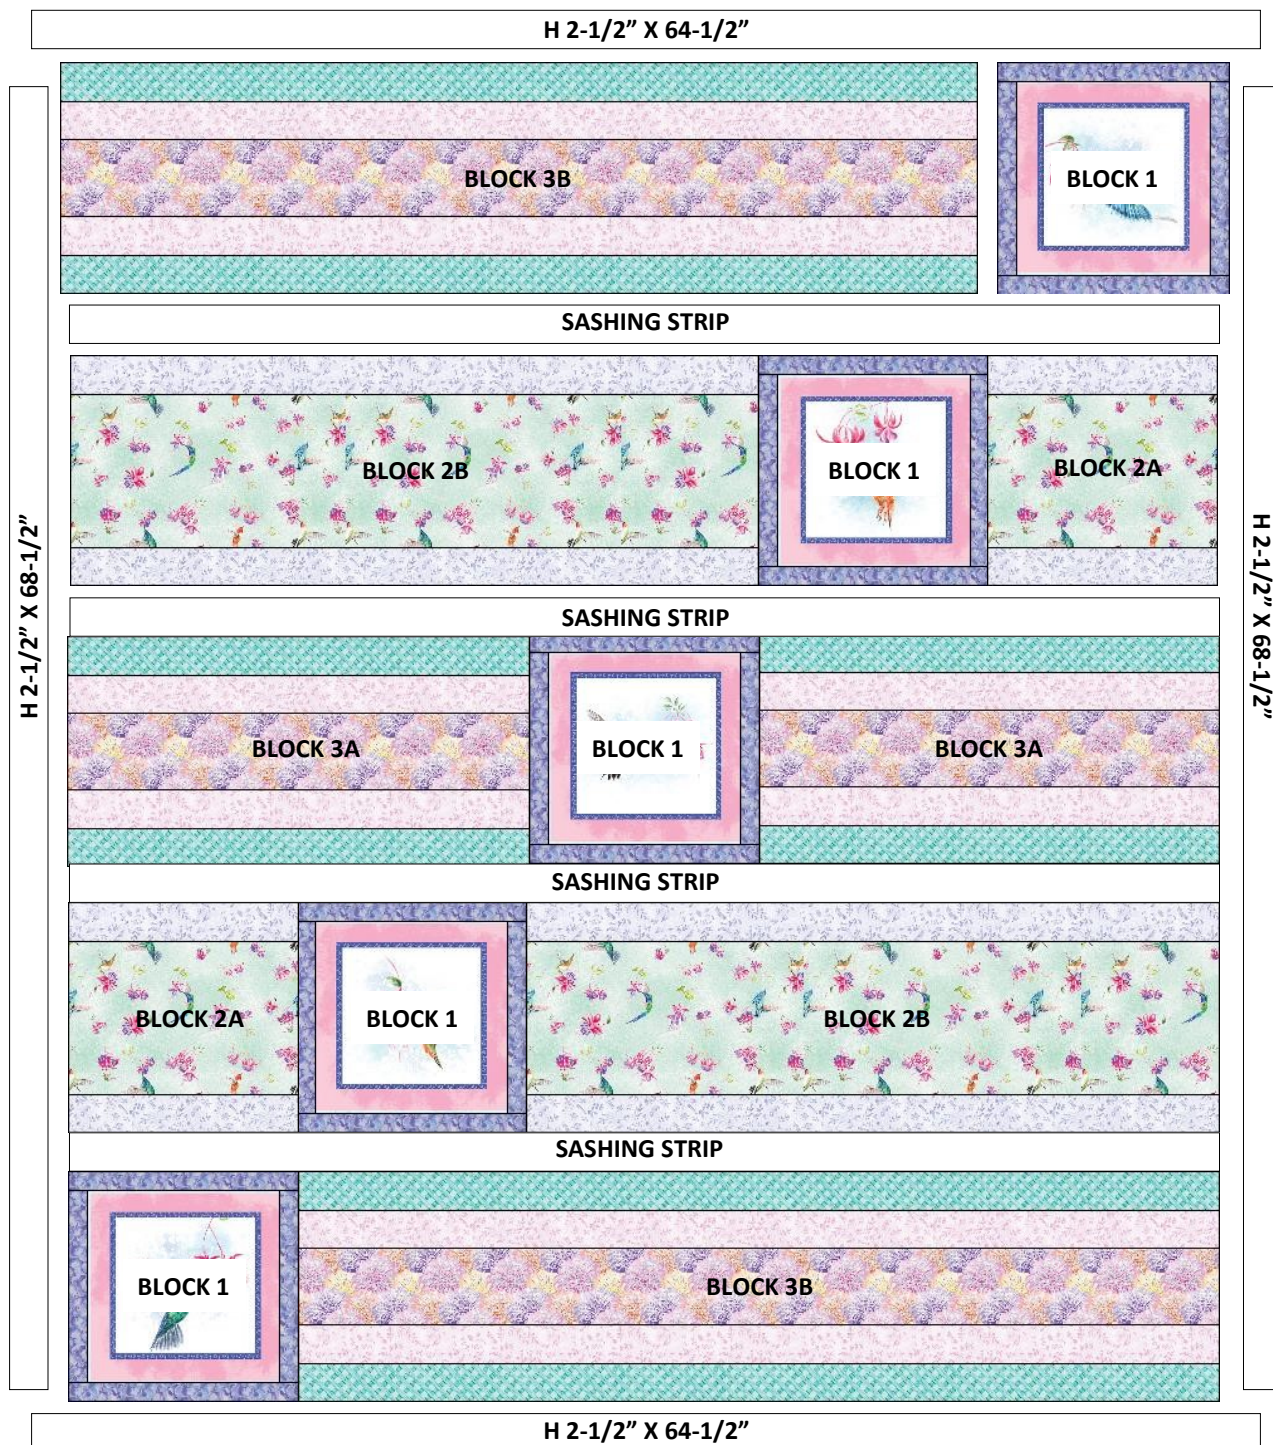 H 2-1/2” X 64-1/2”
BLOCK 3B
BLOCK 1
SASHING STRIP
BLOCK 2B
BLOCK 1
BLOCK 2A
H 2-1/2” X 68-1/2”
H 2-1/2” X 68-1/2”
SASHING STRIP
BLOCK 3A
BLOCK 1
BLOCK 3A
SASHING STRIP
BLOCK 2A
BLOCK 1
BLOCK 2B
SASHING STRIP
BLOCK 1
BLOCK 3B
H 2-1/2” X 64-1/2”